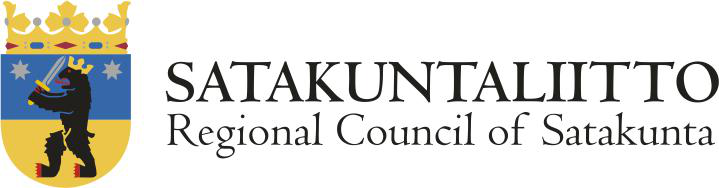 SATAKUNTALIITTO
Regional Council of Satakunta